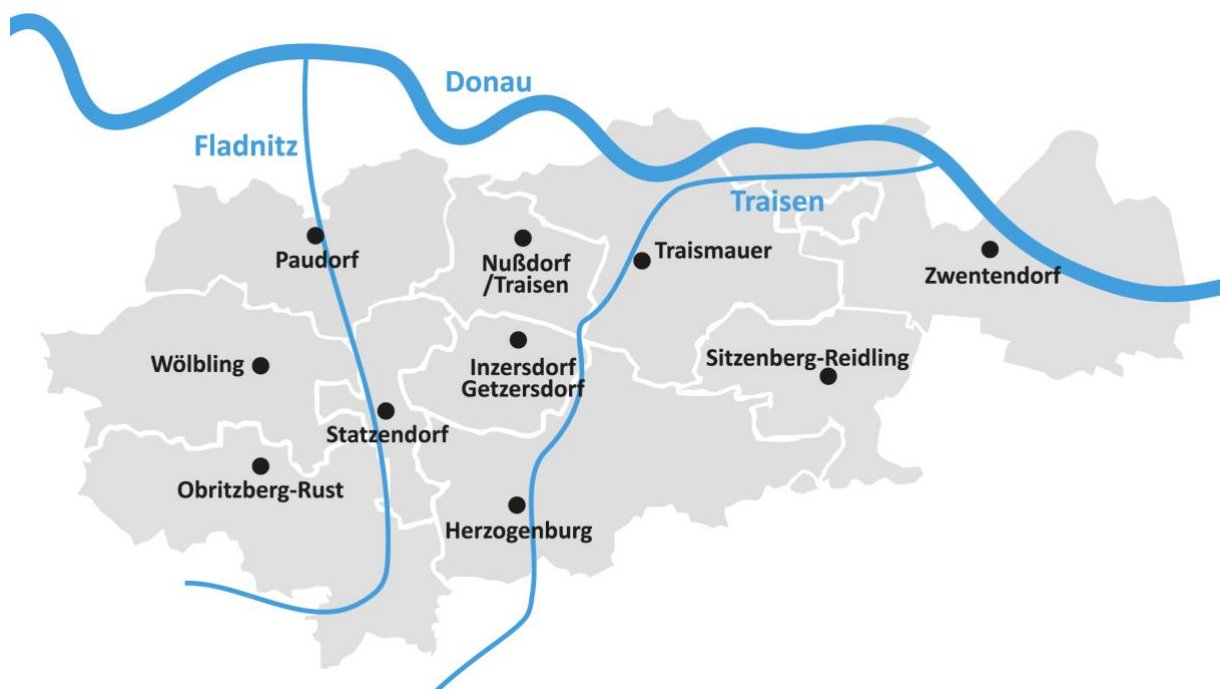 Donau
Fladnitz
Traisen
Paudorf
Nußdorf
/Traisen
Traismauer
Zwentendorf
Wölbling
Inzersdorf
Getzersdorf
Sitzenberg-Reidling
Statzendorf
Obritzberg-Rust
Herzogenburg